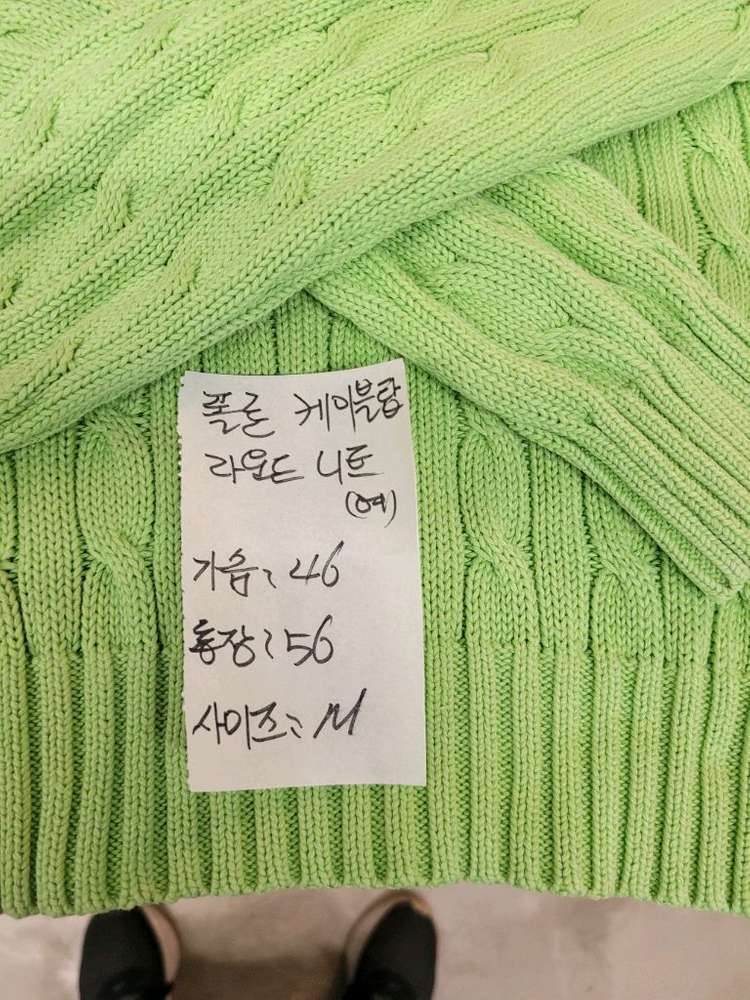 폴로 케이블랍
라운드 니트
(여)
가슴: 46
총장: 56
사이즈: M